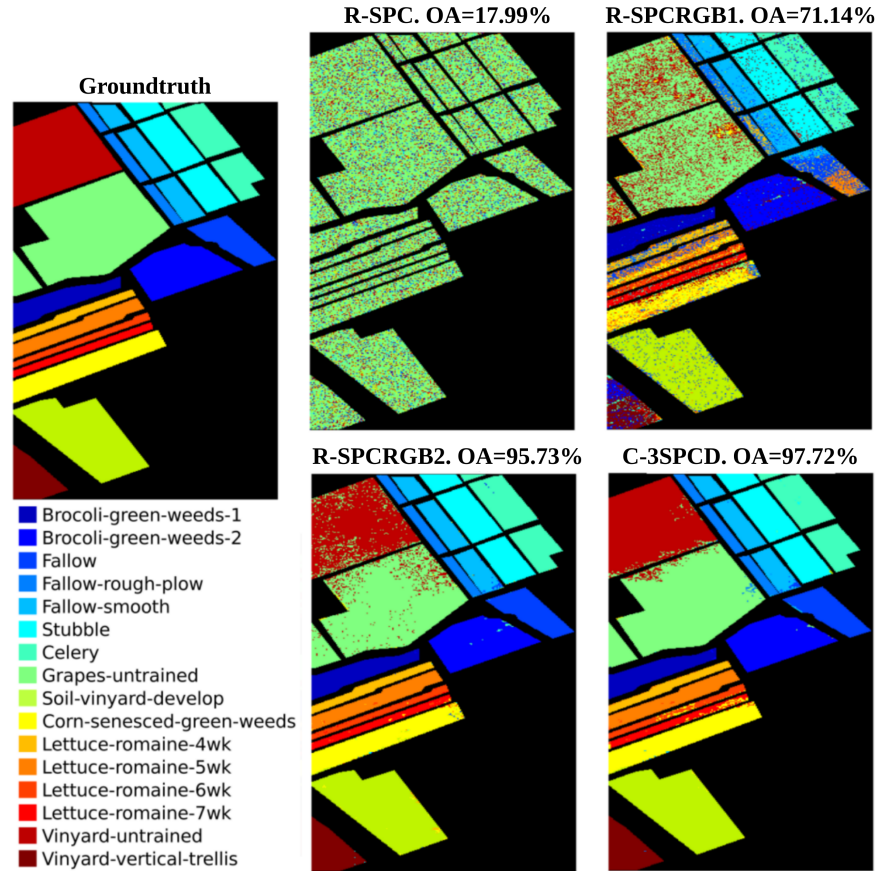 R-SPC. OA=17.99%
R-SPCRGB1. OA=71.14%
Groundtruth
R-SPCRGB2. OA=95.73%
C-3SPCD. OA=97.72%
Brocoli-green-weeds-1
Brocoli-green-weeds-2
Fallow
Fallow-rough-plow
Fallow-smooth
Stubble
Celery
Grapes-untrained
Soil-vinyard-develop
Corn-senesced-green-weeds
Lettuce-romaine-4wk
Lettuce-romaine-5wk
Lettuce-romaine-6wk
Lettuce-romaine-7wk
Vinyard-untrained
Vinyard-vertical-trellis